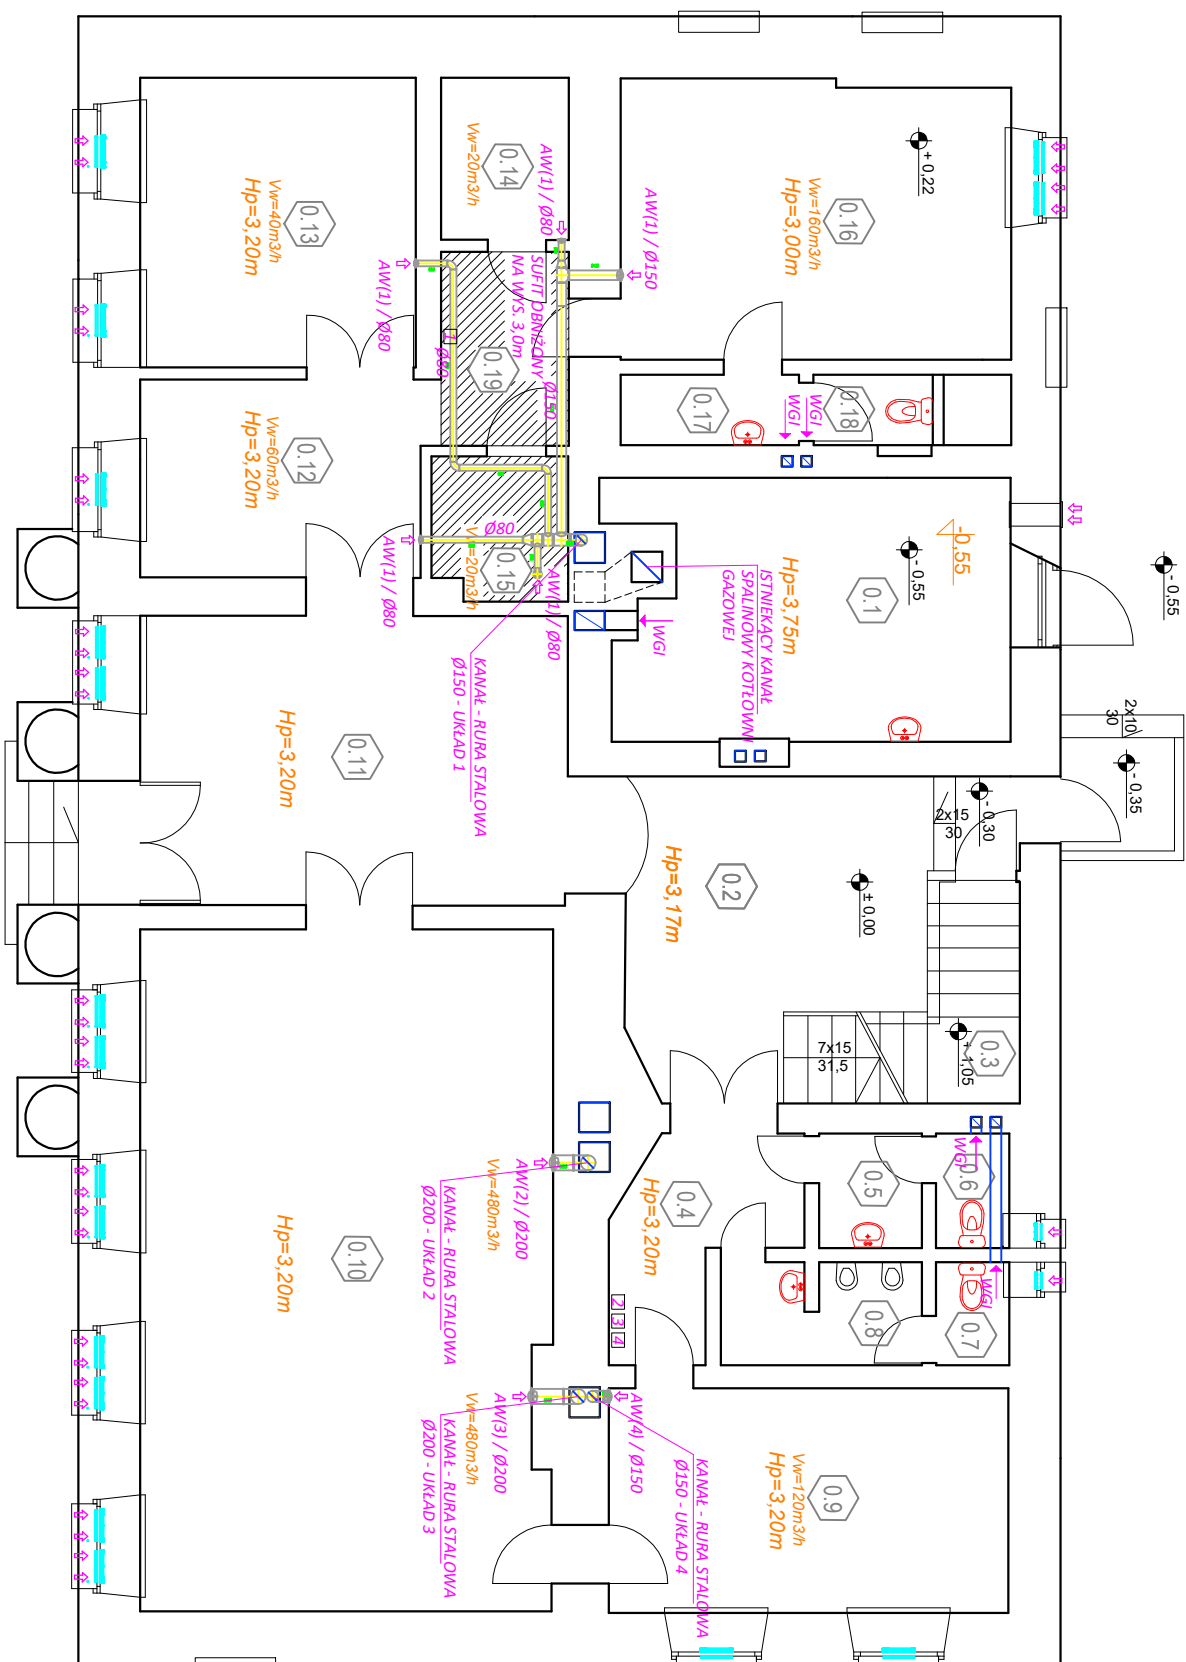 + 0,22
0.16
Vw=160m3/h
Hp=3,00m
AW(1) / Ø150
0.14
Vw=20m3/h
AW(1) / Ø80
SUFIT OBNIŻONY
NA WYS. 3,0m
0.13
Vw=40m3/h
Hp=3,20m
AW(1) / Ø80
1
Ø80
0.19
Ø150
0.17
0.18
WGI
WGI
0.12
Vw=60m3/h
Hp=3,20m
AW(1) / Ø80
Ø80
0.15
Vw=20m3/h
AW(1) / Ø80
-0,55
- 0,55
- 0,55
0.1
Hp=3,75m
ISTNIEKĄCY KANAŁ
SPALINOWY KOTŁOWNI
GAZOWEJ
WGI
KANAŁ - RURA STALOWA
Ø150 - UKŁAD 1
0.11
Hp=3,20m
2x10
30
- 0,35
- 0,30
2x15
30
± 0,00
0.2
Hp=3,17m
0.3
+ 1,05
7x15
31,5
WGI
0.6
0.5
0.4
Hp=3,20m
WGI
0.7
0.8
AW(2) / Ø200
Vw=480m3/h
KANAŁ - RURA STALOWA
Ø200 - UKŁAD 2
0.10
Hp=3,20m
2
3
4
AW(4) / Ø150
AW(3) / Ø200
Vw=480m3/h
KANAŁ - RURA STALOWA
Ø200 - UKŁAD 3
KANAŁ - RURA STALOWA
Ø150 - UKŁAD 4
0.9
Vw=120m3/h
Hp=3,20m